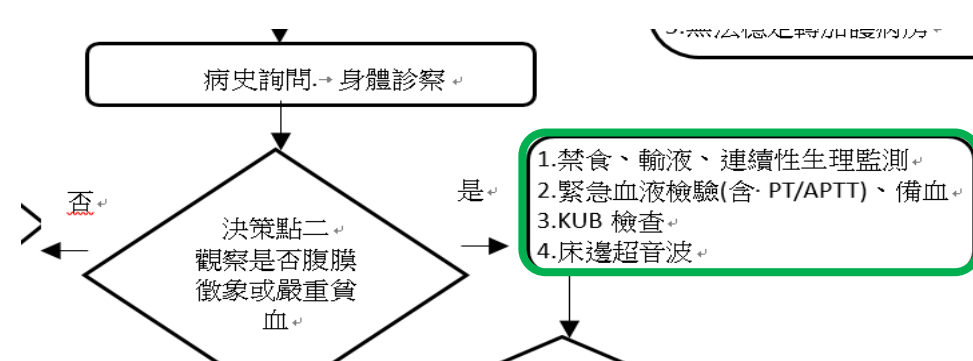 病史詢問.→身體診察
否
是
決策點二
觀察是否腹膜
徵象或嚴重貧
血
1.禁食、輸液、連續性生理監測
2.緊急血液檢驗(含 PT/APTT)、備血
3.KUB 檢查
4.床邊超音波